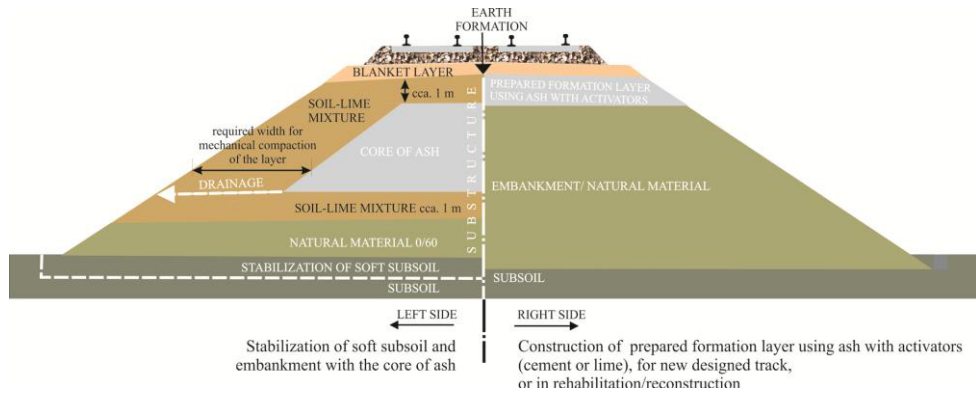 EARTH
FORMATION
BLANKET LAYER
cca. 1 m
PREPARED FORMATION LAYER
USING ASH WITH ACTIVATORS
SOIL-LIME
MIXTURE
required width for
mechanical compaction
of the layer
CORE OF ASH
SUBSTRUCTURE
DRAINAGE
EMBANKMENT/ NATURAL MATERIAL
SOIL-LIME MIXTURE cca. 1 m
NATURAL MATERIAL 0/60
STABILIZATION OF SOFT SUBSOIL
SUBSOIL
SUBSOIL
LEFT SIDE
RIGHT SIDE
Stabilization of soft subsoil and
embankment with the core of ash
Construction of prepared formation layer using ash with activators
(cement or lime), for new designed track,
or in rehabilitation/reconstruction